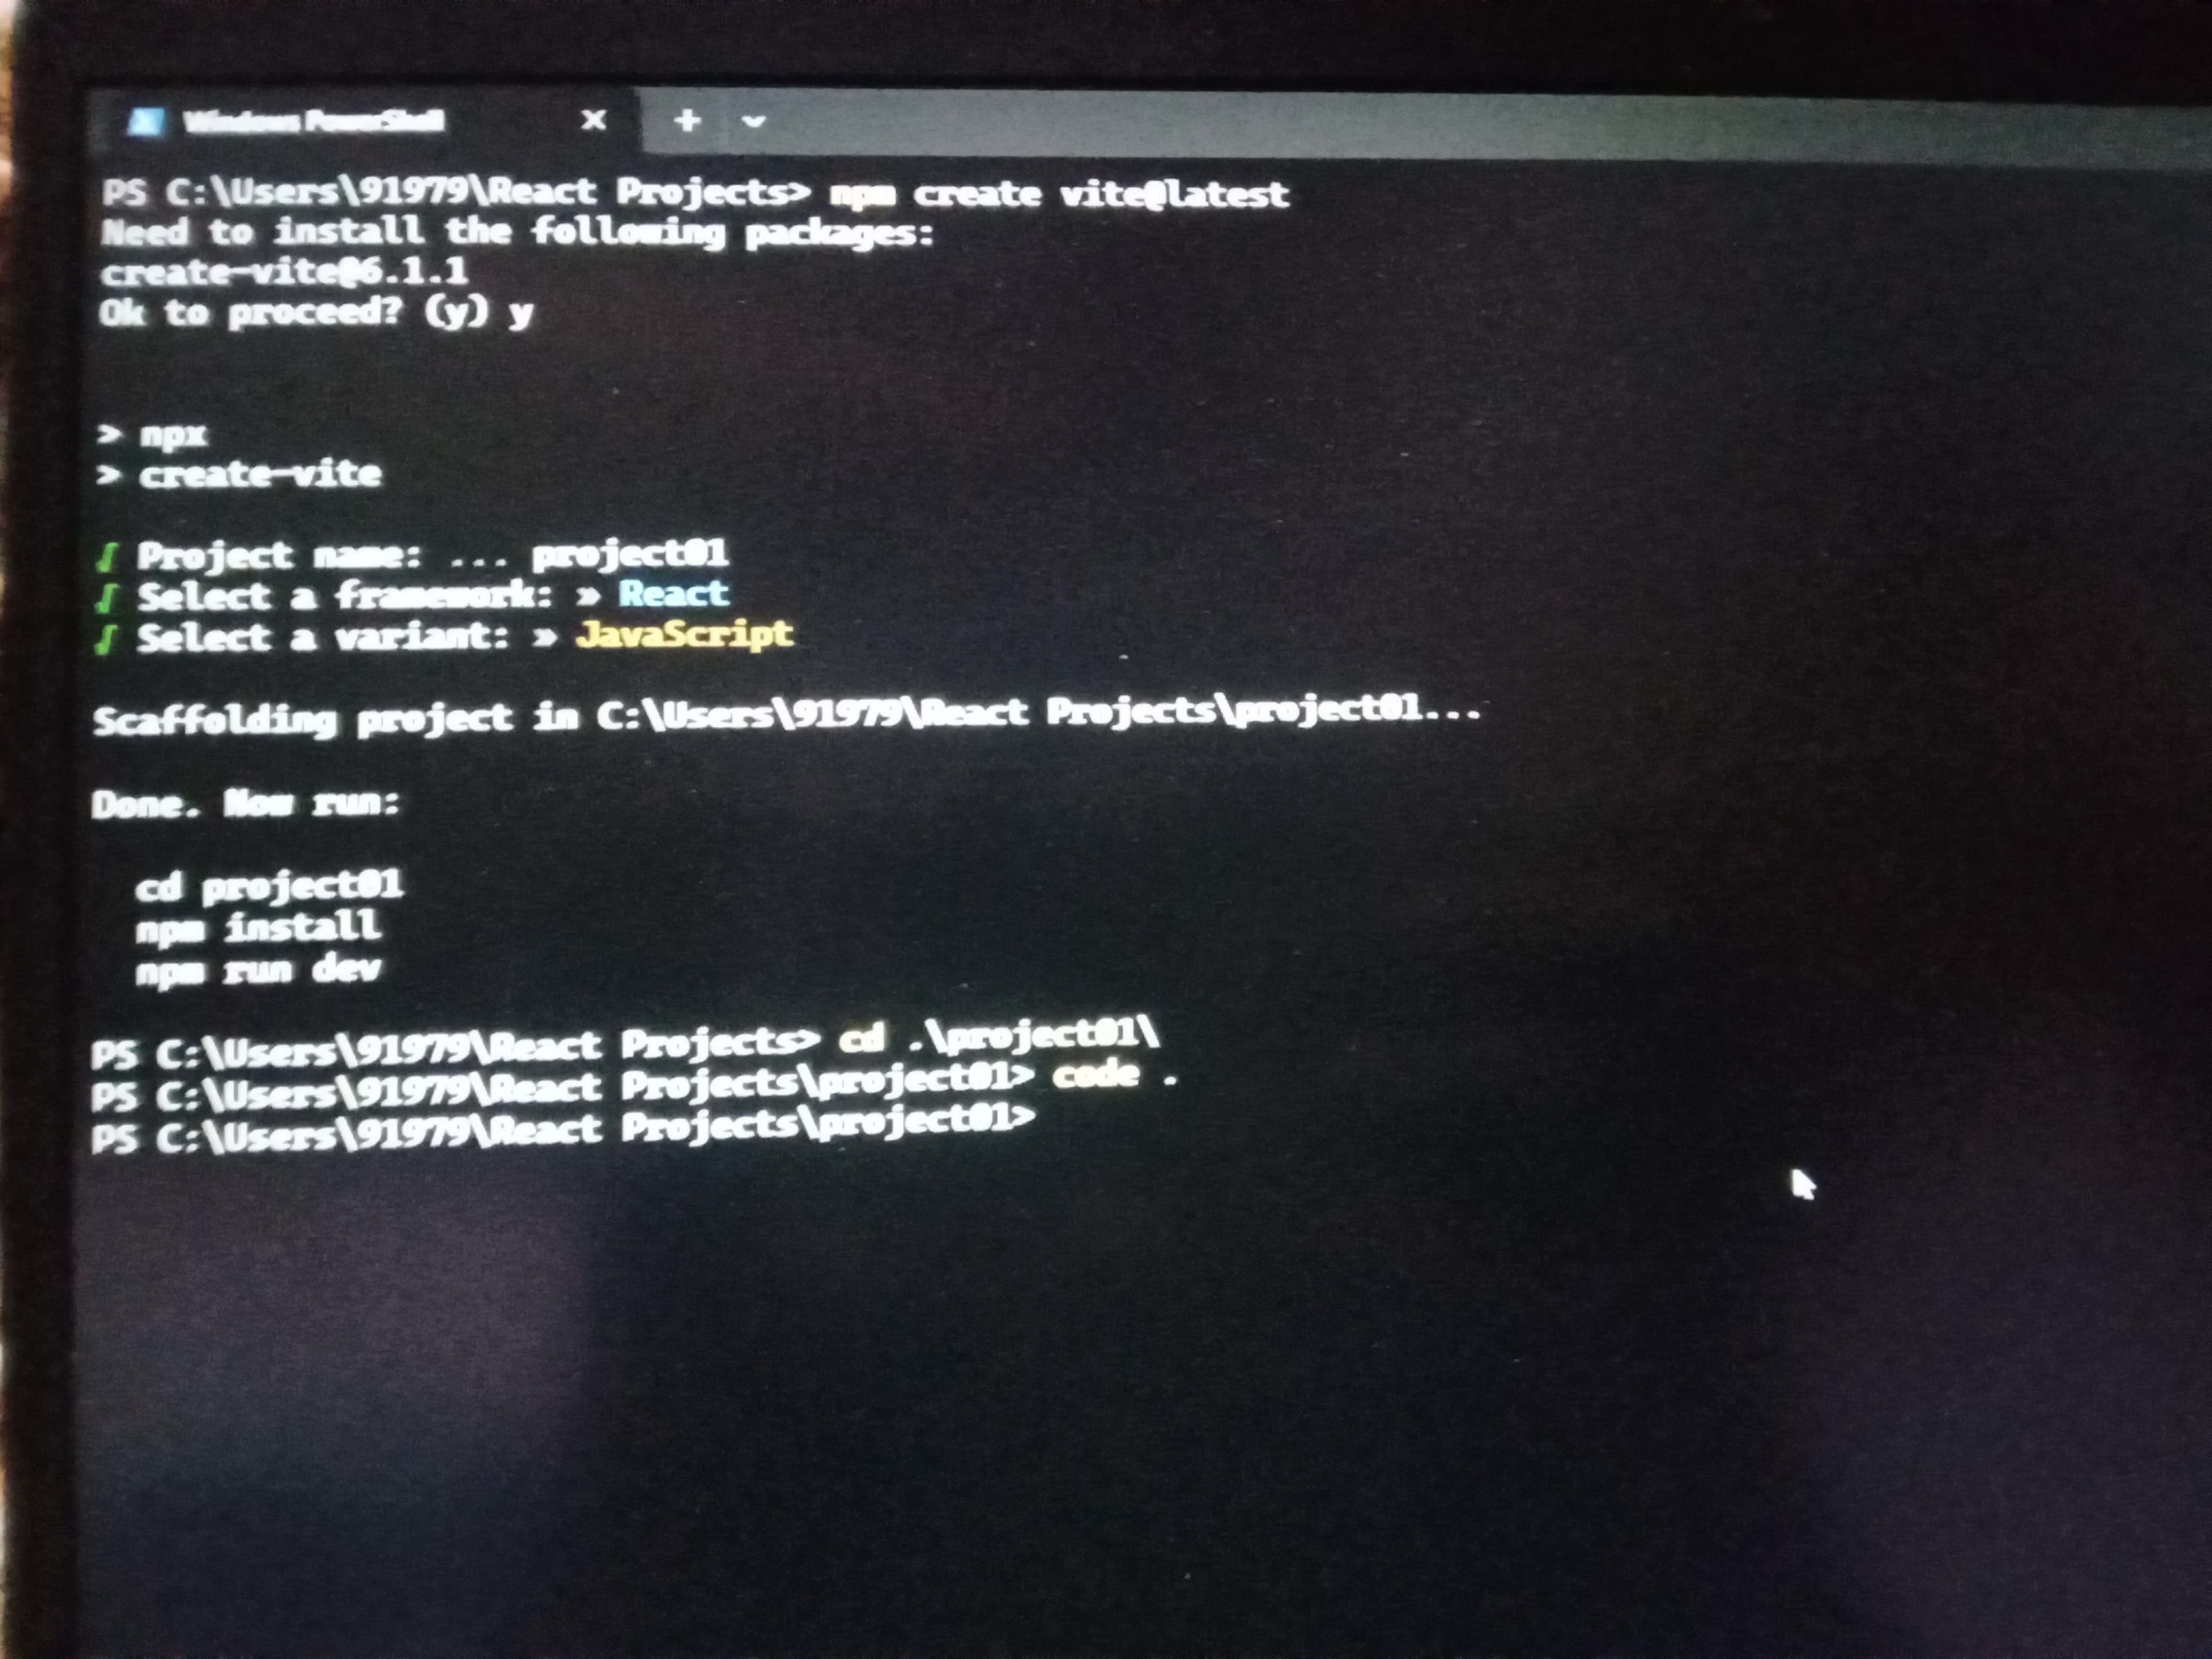 Windows PowerShell
PS C:\Users\91979\React Projects> npm create vite@latest
Need to install the following packages:
create-vite@6.1.1
Ok to proceed? (y) y
> npx
> create-vite
√ Project name: ... project01
√ Select a framework: » React
√ Select a variant: » JavaScript
Scaffolding project in C:\Users\91979\React Projects\project01...
Done. Now run:
cd project01
npm install
npm run dev
PS C:\Users\91979\React Projects> cd .\project01\
PS C:\Users\91979\React Projects\project01> code .
PS C:\Users\91979\React Projects\project01>